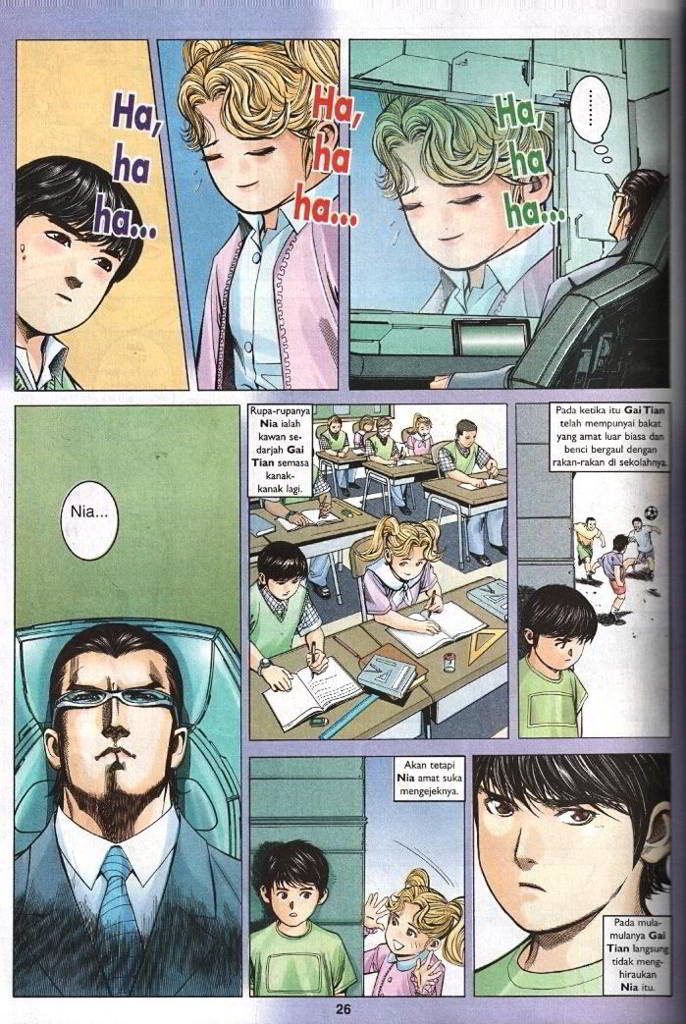 Ha,
ha
ha...
Ha,
ha
ha...
Ha,
ha
ha...
.......
Nia...
Rupa-rupanya
Nia ialah
kawan se-
darjah Gai
Tian semasa
kanak-
kanak lagi.
Pada ketika itu Gai Tian
telah mempunyai bakat
yang amat luar biasa dan
benci bergaul dengan
rakan-rakan di sekolahnya.
Akan tetapi
Nia amat suka
mengejeknya.
Pada mula-
mulanya Gai
Tian langsung
tidak meng-
hiraukan
Nia itu.
26